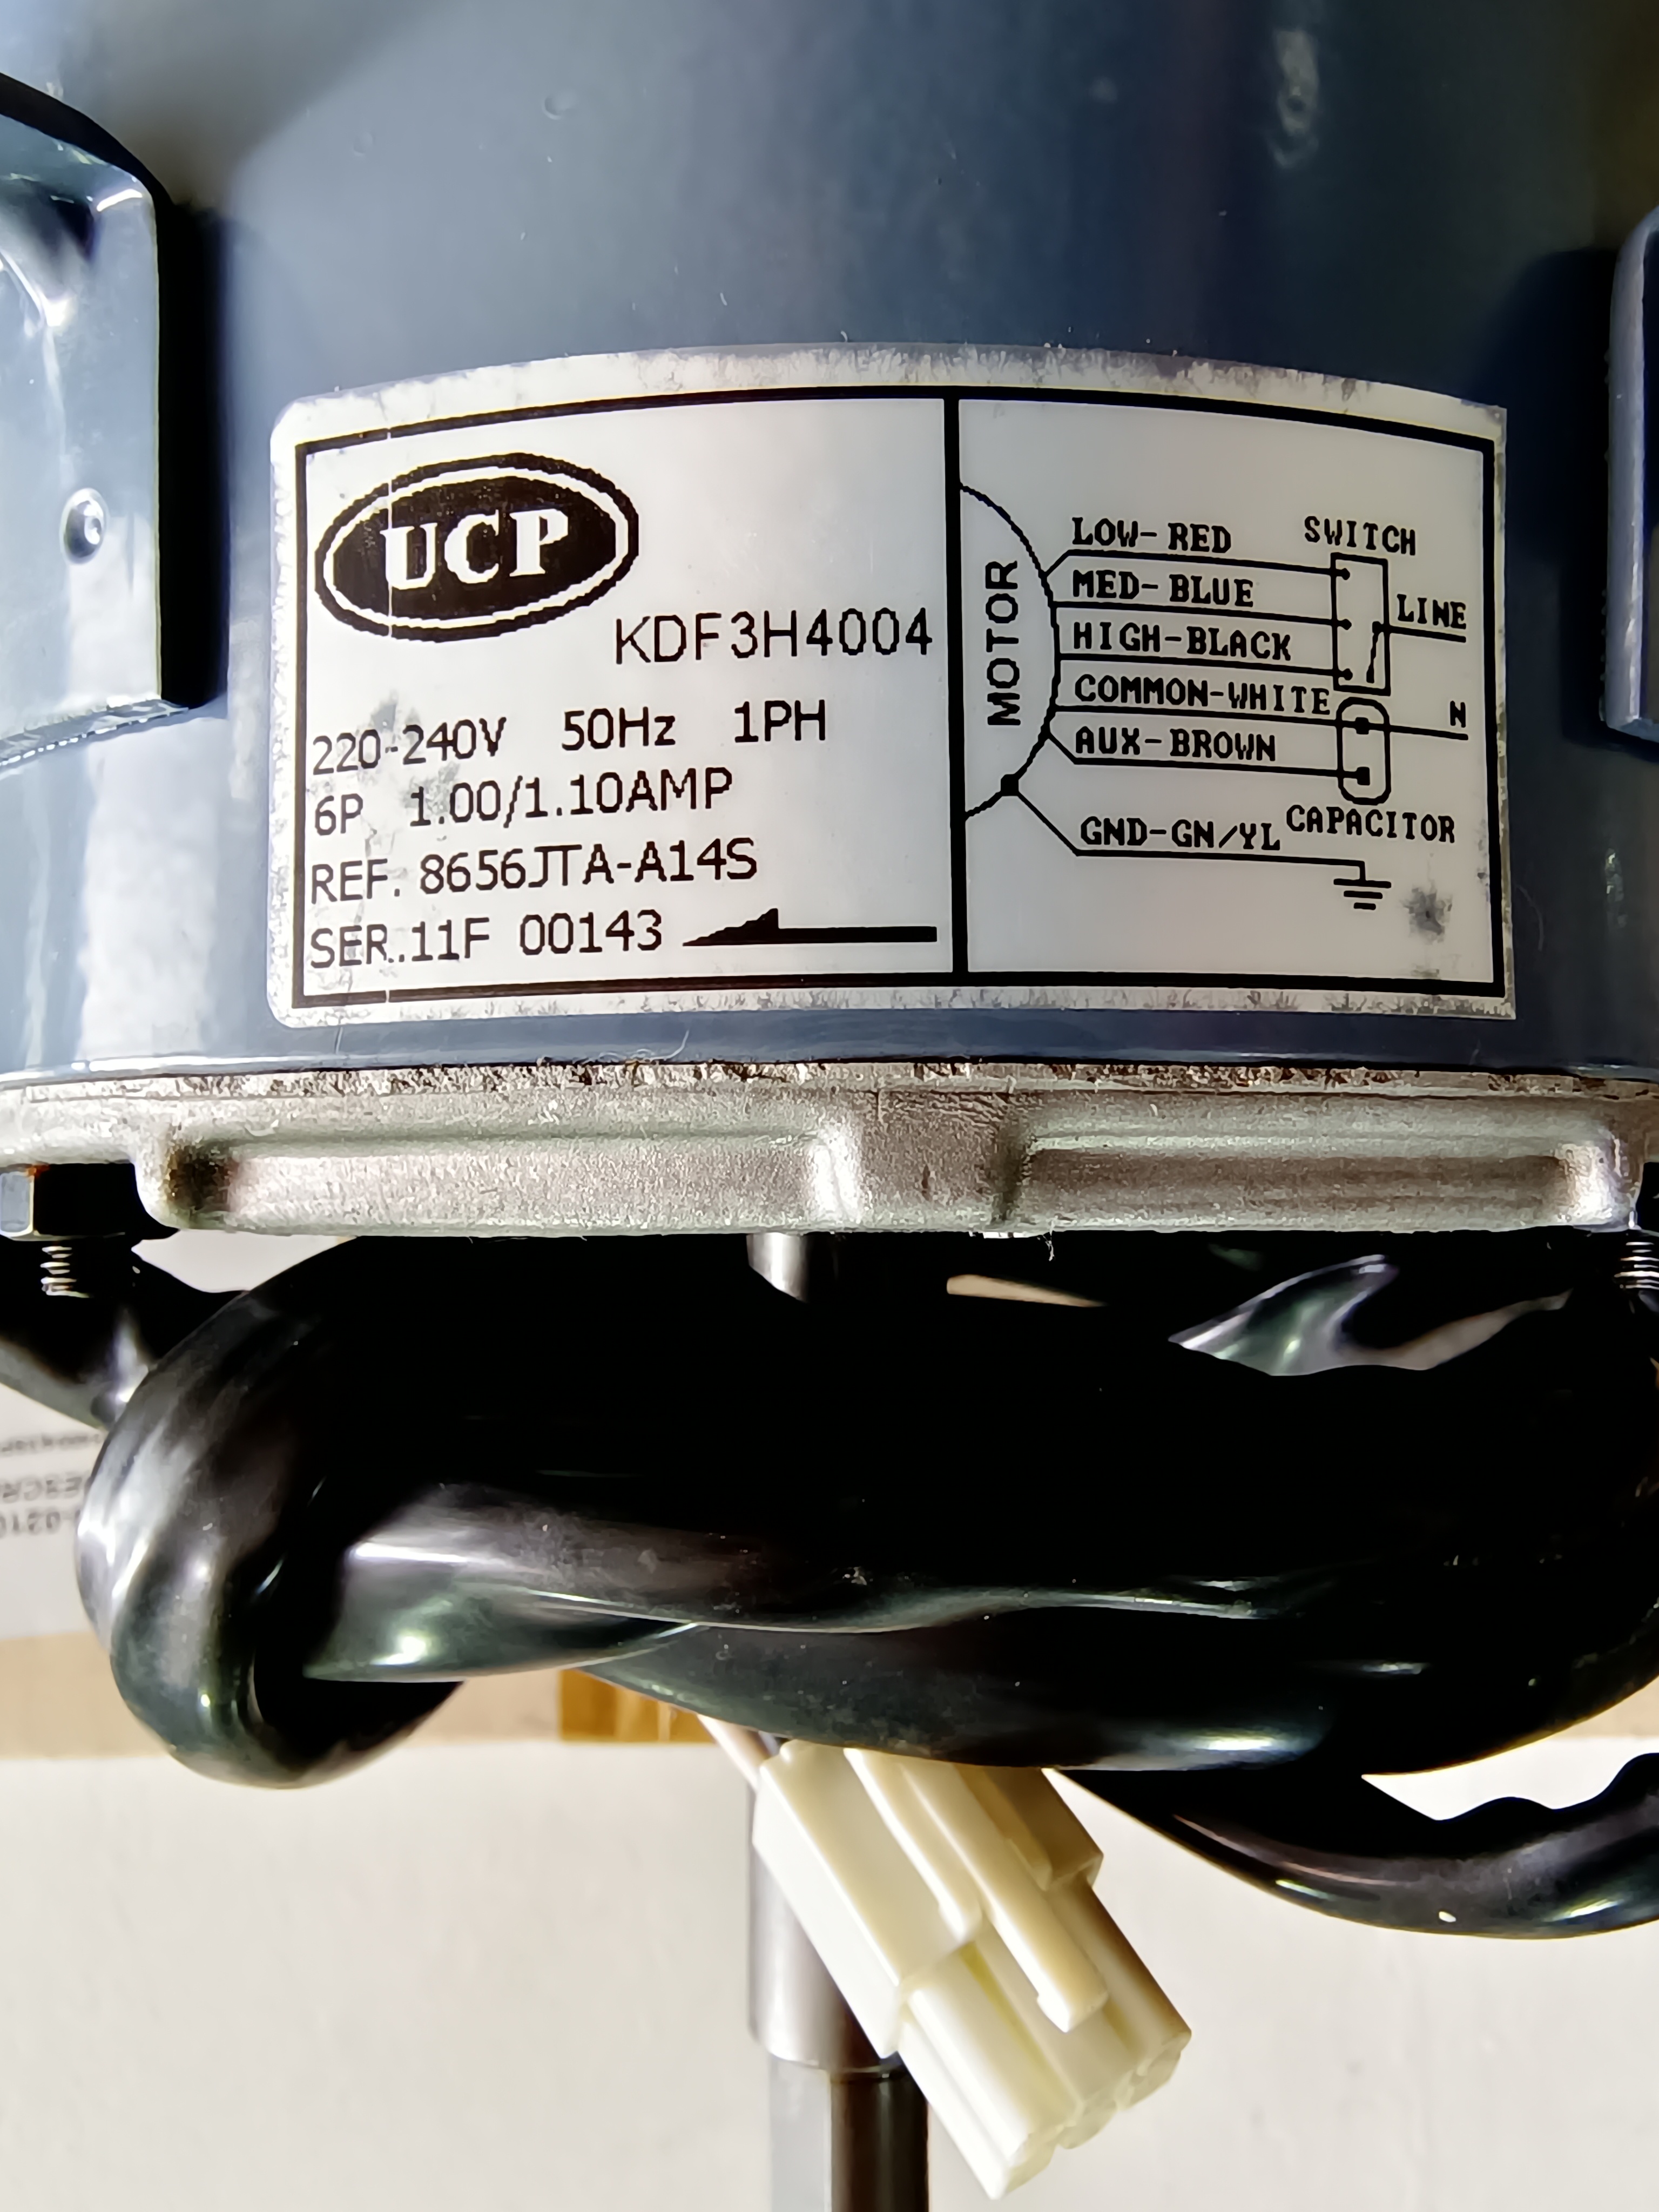 UCP
KDF3H4004
220-240V 50Hz 1PH
6P 1.00/1.10AMP
REF. 8656JTA-A14S
SER..11F 00143
MOTOR
LOW-RED
SWITCH
MED-BLUE
LINE
HIGH-BLACK
COMMON-WHITE
N
AUX-BROWN
CAPACITOR
GND-GN/YL